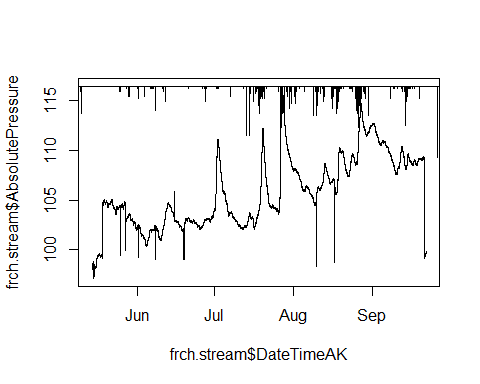 frch.stream$AbsolutePressure
115
110
105
100
Jun
Jul
Aug
Sep
frch.stream$DateTimeAK